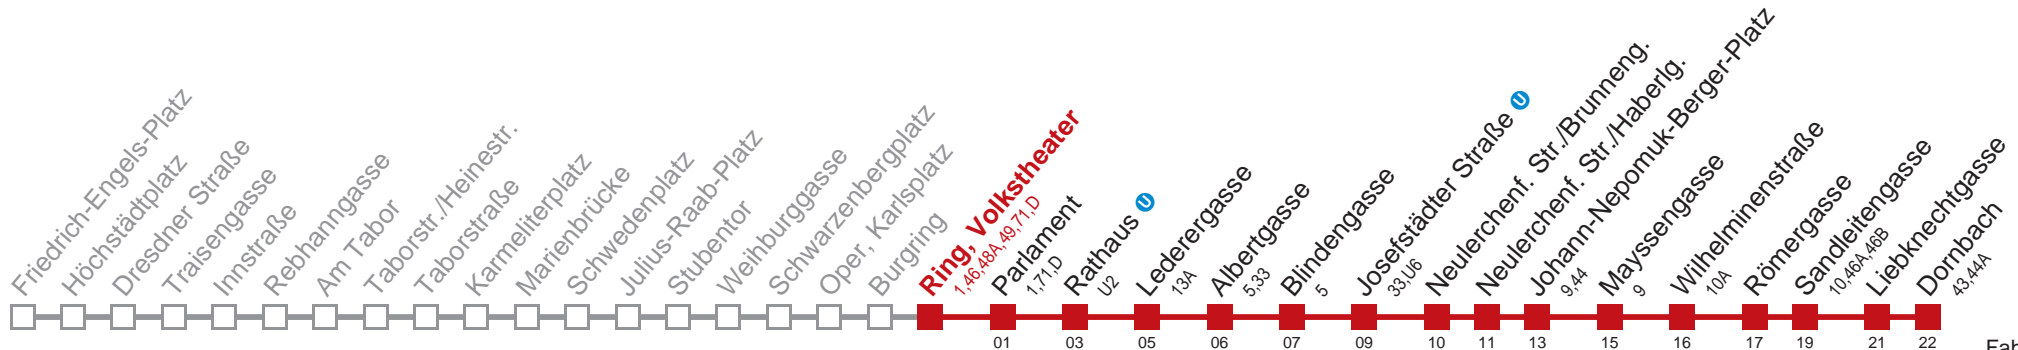 Friedrich-Engels-Platz
Höchstädtplatz
Dresdner Straße
Traisengasse
Innstraße
Rebhanngasse
Am Tabor
Taborstr./Heinestr.
Taborstraße
Karmeliterplatz
Marienbrücke
Schwedenplatz
Julius-Raab-Platz
Stubentor
Weihburggasse
Schwarzenbergplatz
Oper, Karlsplatz
Burgring
Ring, Volkstheater
1,46,48A,49,71,D
Parlament
1,71,D
Rathaus U
U2
Lederergasse
13A
Albertgasse
5,33
Blindengasse
5
Josefstädter Straße U
33,U6
Neulerchenf. Str./Brunneng.
Neulerchenf. Str./Haberlg.
Johann-Nepomuk-Berger-Platz
9,44
Mayssengasse
9
Wilhelminenstraße
10A
Römergasse
Sandleitengasse
10,46A,46B
Liebknechtgasse
Dornbach
43,44A
01 03 05 06 07 09 10 11 13 15 16 17 19 21 22
Fah